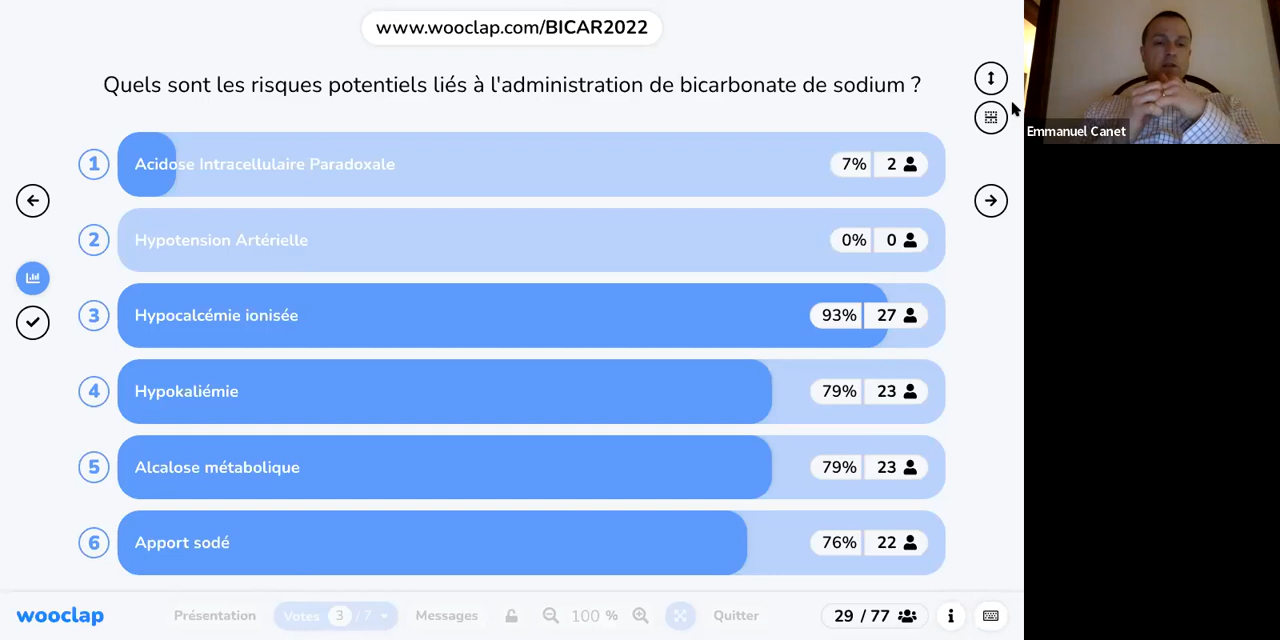 www.wooclap.com/BICAR2022
Quels sont les risques potentiels liés à l'administration de bicarbonate de sodium ?
1 Acidose Intracellulaire Paradoxale 7% 2
2 Hypotension Artérielle 0% 0
3 Hypocalcémie ionisée 93% 27
4 Hypokaliémie 79% 23
5 Alcalose métabolique 79% 23
6 Apport sodé 76% 22
Emmanuel Canet
wooclap Présentation Votes 3 / 7 Messages 100 % Quitter 29 / 77